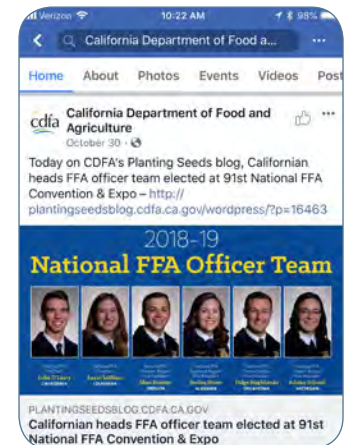 Verizon
10:22 AM
98%
California Department of Food a...
Home About Photos Events Videos Post
cdfa
California Department of Food and
Agriculture
October 30
Today on CDFA's Planting Seeds blog, Californian
heads FFA officer team elected at 91st National FFA
Convention & Expo – http://
plantingseedsblog.cdfa.ca.gov/wordpress/?p=16463
2018-19
National FFA Officer Team
PLANTINGSEEDSBLOG.CDFA.CA.GOV
Californian heads FFA officer team elected at 91st
National FFA Convention & Expo